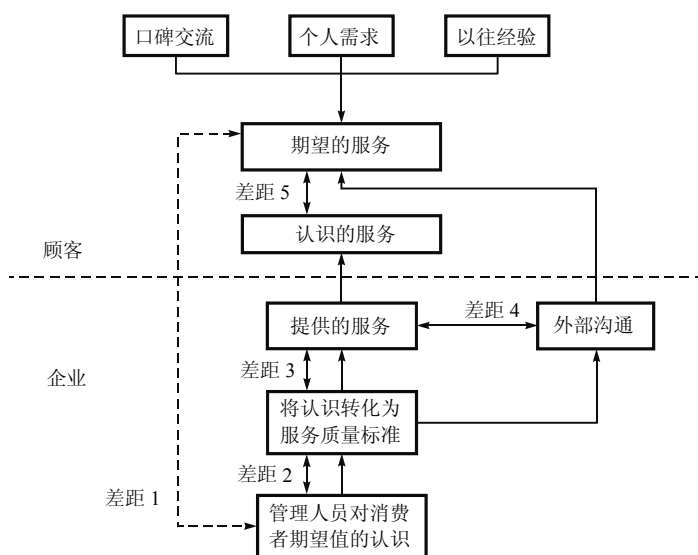 口碑交流
个人需求
以往经验
期望的服务
差距 5
认识的服务
顾客
差距 4
提供的服务
外部沟通
差距 3
企业
将认识转化为
服务质量标准
差距 2
差距 1
管理人员对消费
者期望值的认识